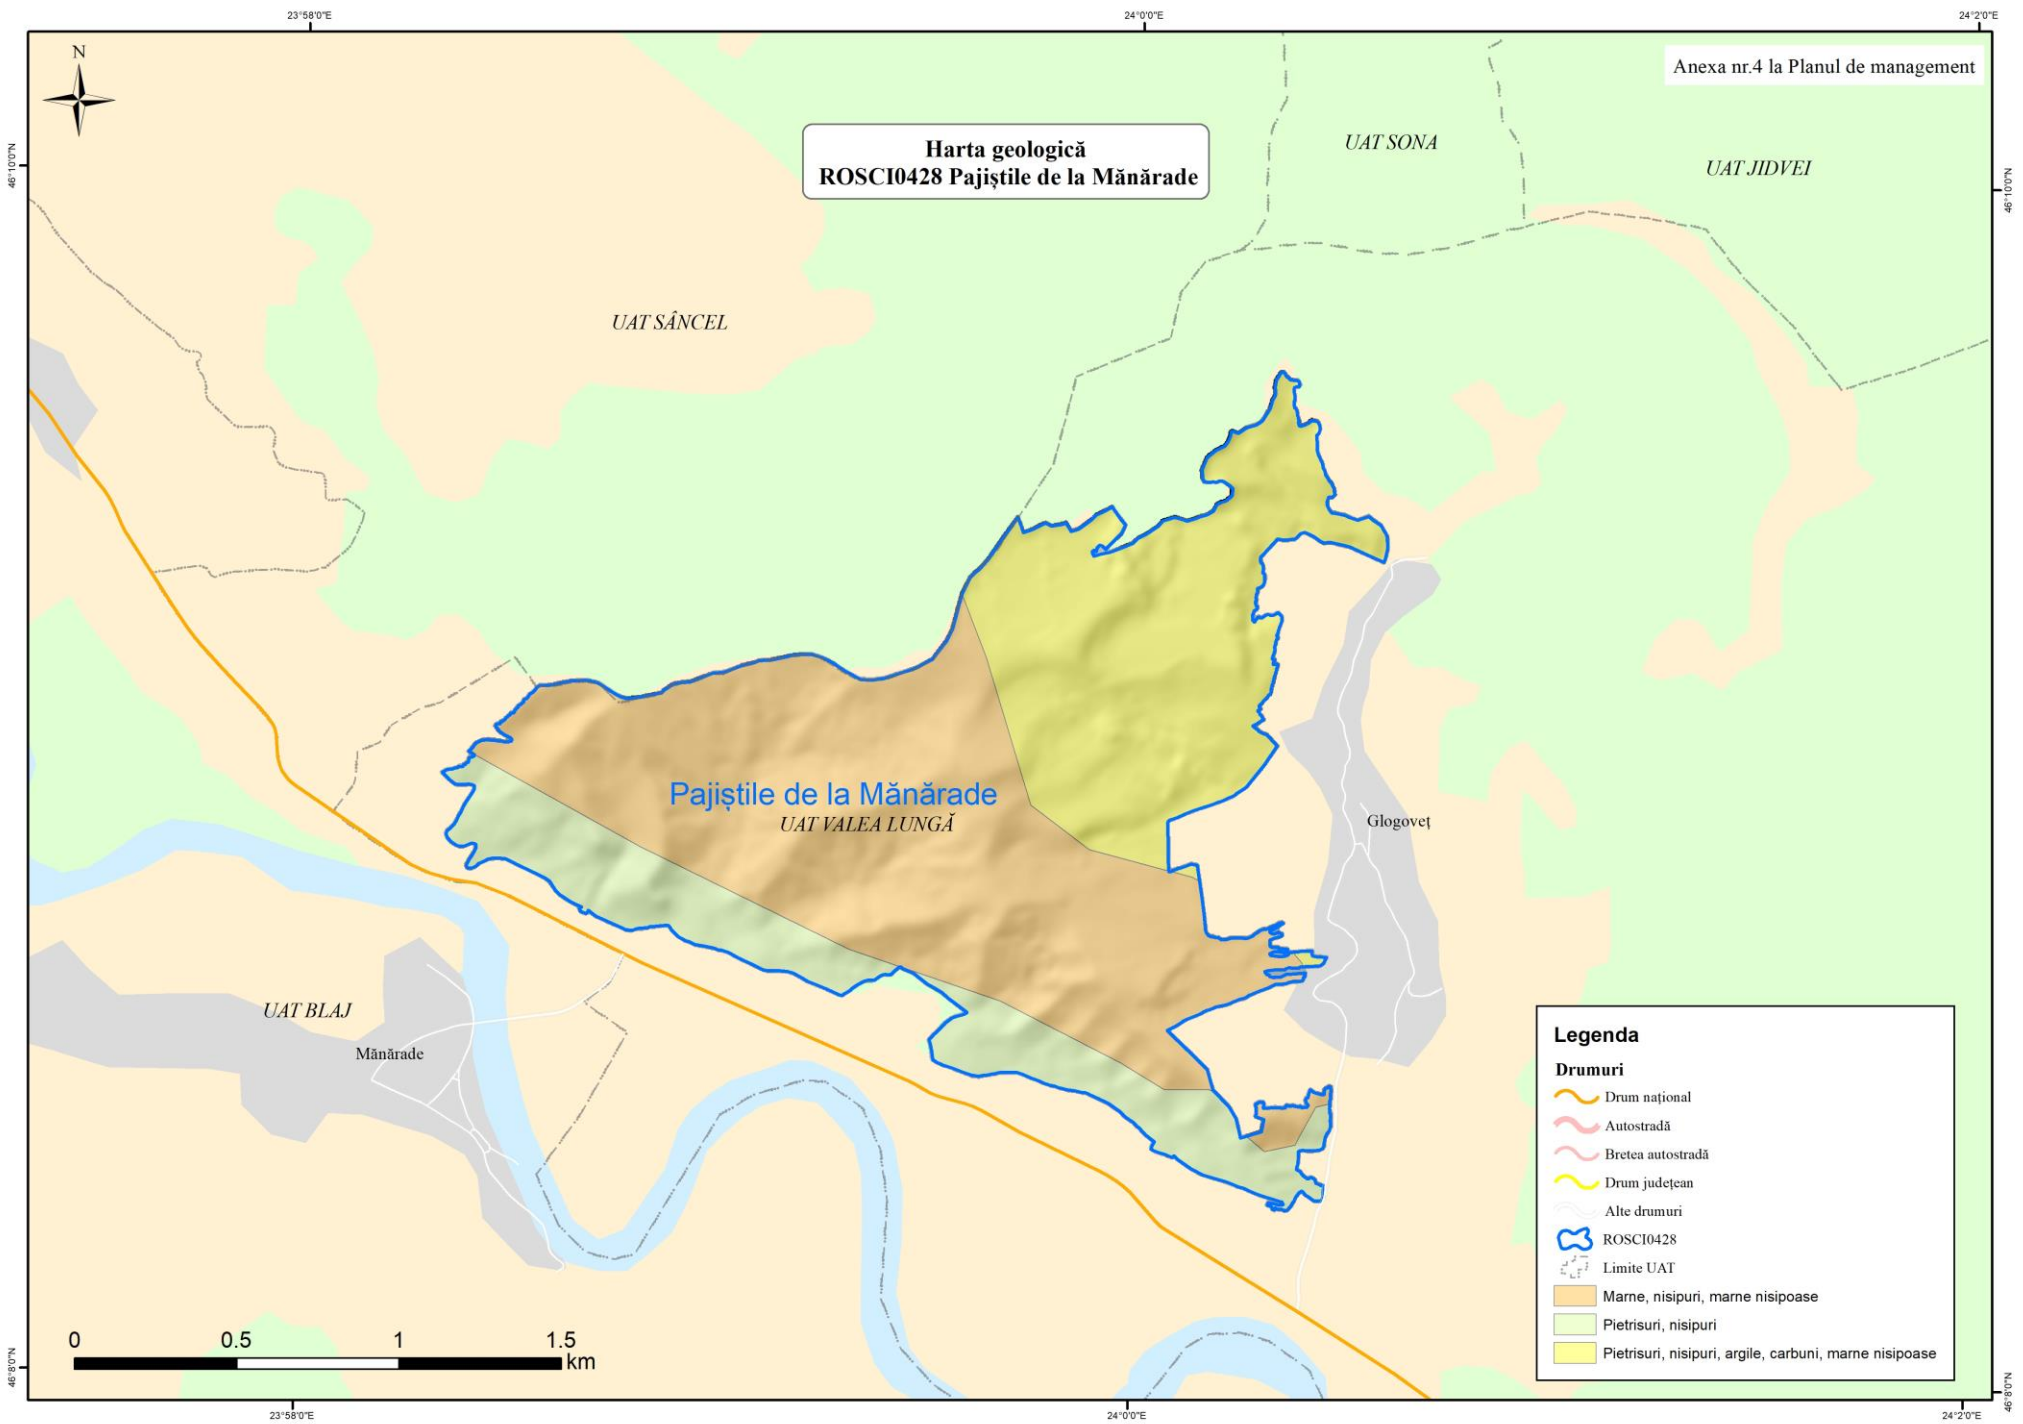 23°58'0"E
24°0'0"E
24°2'0"E
N
Anexa nr.4 la Planul de management
Harta geologică
ROSCI0428 Pajiștile de la Mănărade
UAT SONA
UAT JIDVEI
46°10'0"N
46°10'0"N
UAT SÂNCEL
Pajiștile de la Mănărade
UAT VALEA LUNGĂ
Glogoveț
UAT BLAJ
Mănărade
Legenda
Drumuri
Drum național
Autostradă
Bretea autostradă
Drum județean
Alte drumuri
ROSCI0428
Limite UAT
Marne, nisipuri, marne nisipoase
Pietrisuri, nisipuri
Pietrisuri, nisipuri, argile, carbuni, marne nisipoase
0 0.5 1 1.5
km
46°8'0"N
46°8'0"N
23°58'0"E
24°0'0"E
24°2'0"E